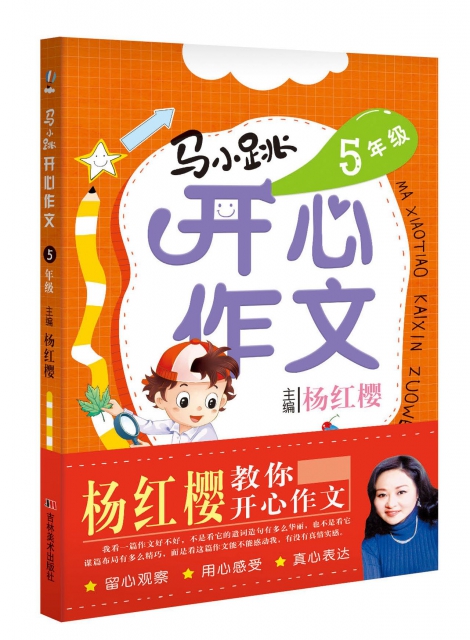 马小跳
开心作文
5
年级
主编
杨红樱
吉林美术出版社
马小跳
5年级
开心
作文
MA XIAOTIAO KAIXIN ZUOWE
主编 杨红樱
杨红樱教你
开心作文
我看一篇作文好不好，不是看它的遣词造句有多么华丽，也不是看它
谋篇布局有多么精巧，而是看这篇作文能不能感动我，有没有真情实感。
★ 留心观察 ★ 用心感受 ★ 真心表达